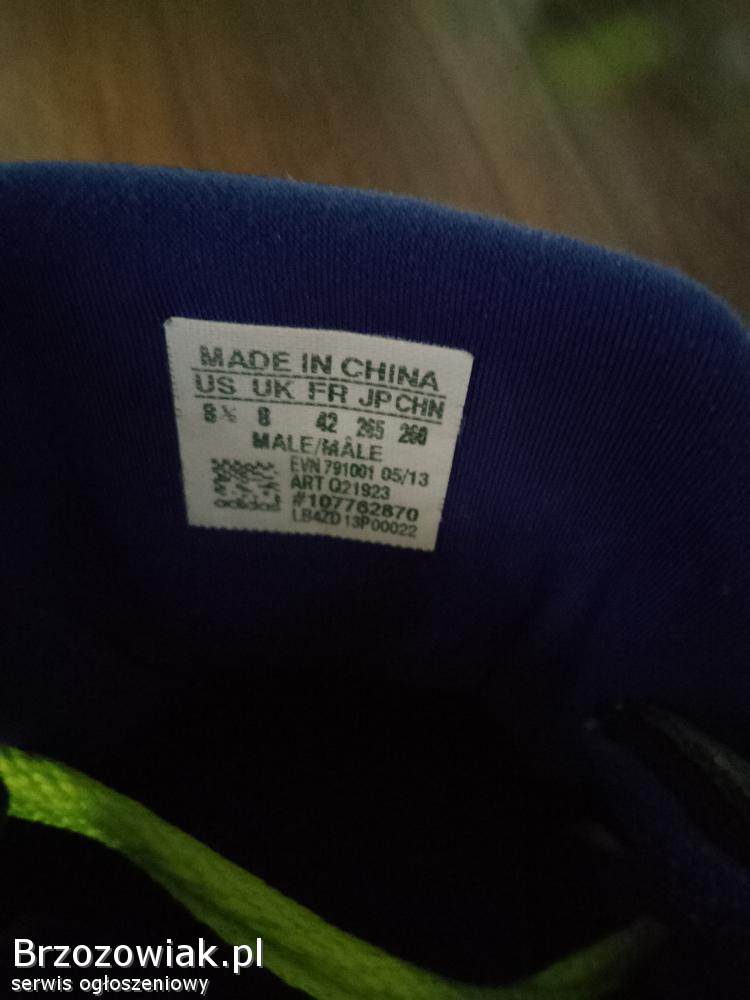 MADE IN CHINA
US UK FR JP CHN
8½ 8 42 265 260
MALE/MÂLE
EVN 791001 05/13
ART Q21923
#107762870
LB4ZD13P00022
Brzozowiak.pl
serwis ogłoszeniowy